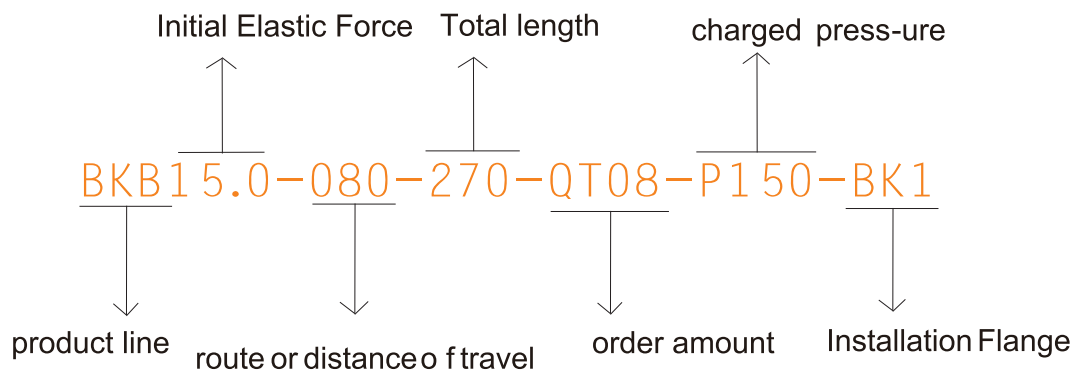 Initial Elastic Force Total length charged press-ure
BKB15.0-080-270-QT08-P150-BK1
product line route or distance o f travel order amount Installation Flange